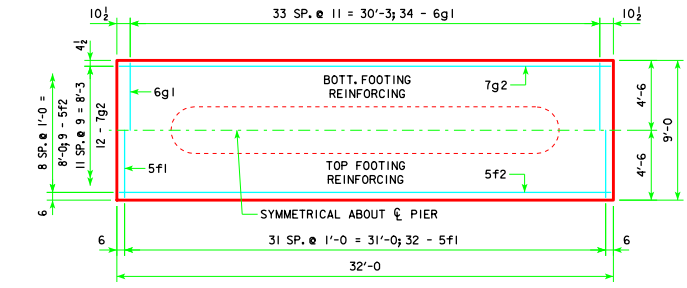 10½ 33 SP. @ 11 = 30'-3; 34 - 6g1 10½
4½
BOTT. FOOTING
REINFORCING
6g1
7g2
8 SP. @ 1'-0 =
8'-0; 9 - 5f2
11 SP. @ 9 = 8'-3
12 - 7g2
4'-6
9'-0
4'-6
TOP FOOTING
REINFORCING
5f1
5f2
6
SYMMETRICAL ABOUT ℄ PIER
6 31 SP. @ 1'-0 = 31'-0; 32 - 5f1 6
32'-0